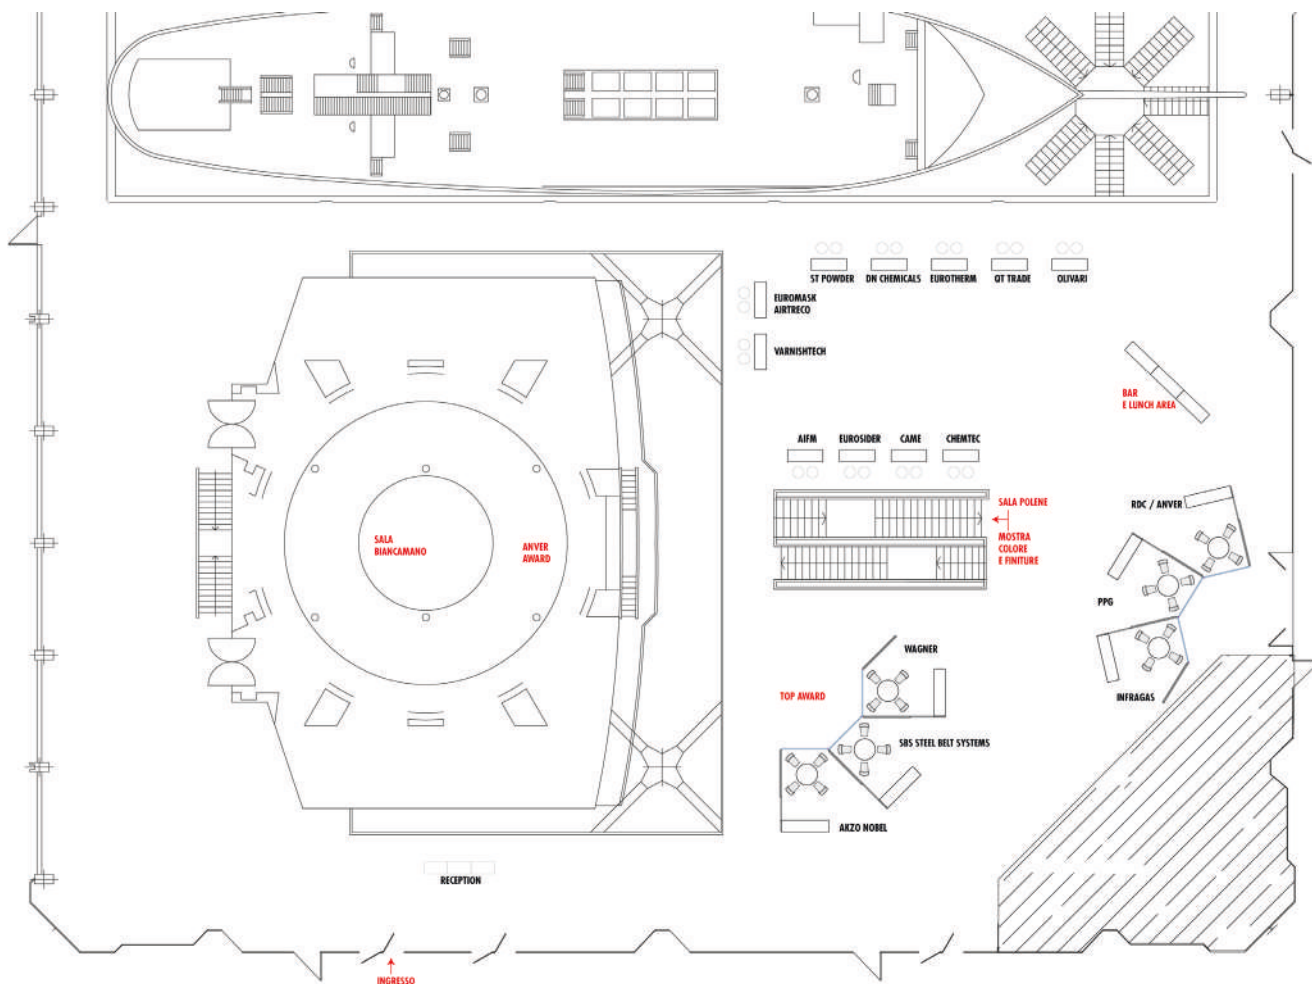 ST POWDER
DN CHEMICALS
EUROTHERM
QT TRADE
OLIVARI
EUROMASK
AIRTRECO
VARNISHTECH
BAR
E LUNCH AREA
AIFM
EUROSIDER
CAME
CHEMTEC
SALA POLENE
MOSTRA
COLORE
E FINITURE
RDC / ANVER
SALA
BIANCAMANO
ANVER
AWARD
PPG
WAGNER
TOP AWARD
INFRAGAS
SBS STEEL BELT SYSTEMS
AKZO NOBEL
RECEPTION
INGRESSO